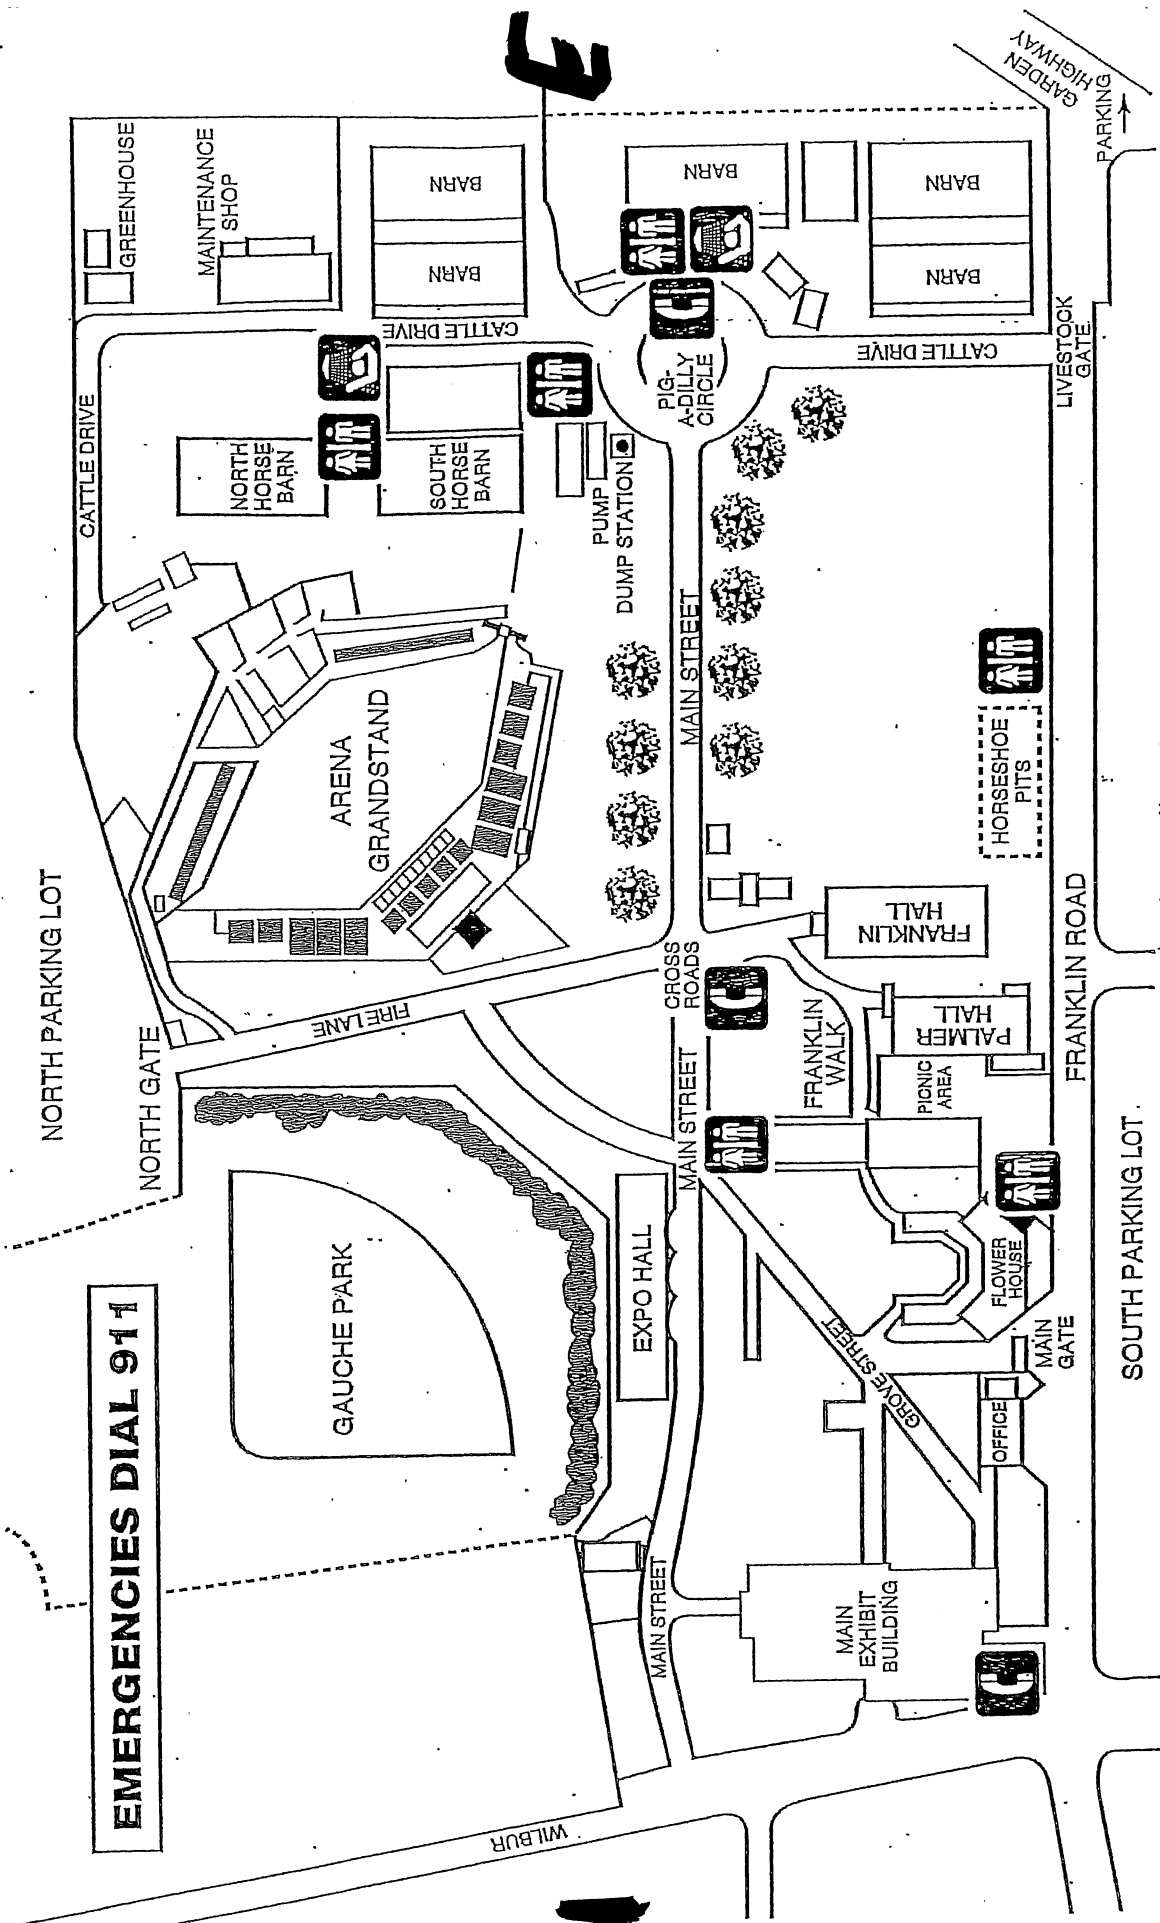 E
GARDEN
HIGHWAY
PARKING
GREENHOUSE
MAINTENANCE
SHOP
BARN
BARN
BARN
BARN
BARN
CATTLE DRIVE
CATTLE DRIVE
CATTLE DRIVE
LIVESTOCK
GATE
PIG-
A-DILLY
CIRCLE
NORTH
HORSE
BARN
SOUTH
HORSE
BARN
PUMP
DUMP STATION
MAIN STREET
ARENA
GRANDSTAND
HORSESHOE
PITS
NORTH PARKING LOT
FRANKLIN
HALL
CROSS
ROADS
FIRE LANE
FRANKLIN
WALK
PALMER
HALL
FRANKLIN ROAD
PICNIC
AREA
NORTH GATE
MAIN STREET
GAUCHE PARK
EXPO HALL
FLOWER
HOUSE
MAIN
GATE
SOUTH PARKING LOT
GROVE STREET
OFFICE
EMERGENCIES DIAL 911
MAIN STREET
MAIN
EXHIBIT
BUILDING
WILBUR